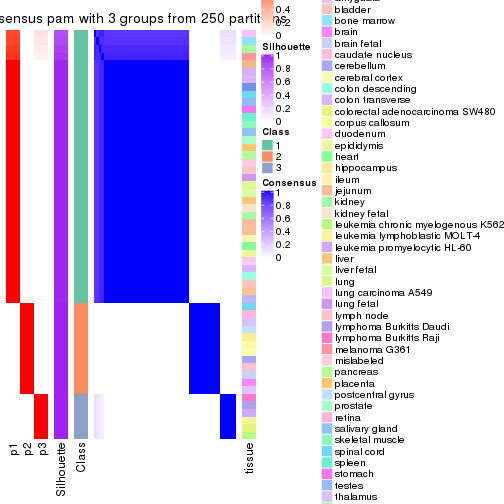 sensus pam with 3 groups from 250 partitions
0.4
0.2
0
Silhouette
1
0.8
0.6
0.4
0.2
0
Class
1
2
3
Consensus
1
0.8
0.6
0.4
0.2
0
p1
p2
p3
Silhouette
Class
tissue
amygdala
bladder
bone marrow
brain
brain fetal
caudate nucleus
cerebellum
cerebral cortex
colon descending
colon transverse
colorectal adenocarcinoma SW480
corpus callosum
duodenum
epididymis
heart
hippocampus
ileum
jejunum
kidney
kidney fetal
leukemia chronic myelogenous K562
leukemia lymphoblastic MOLT-4
leukemia promyelocytic HL-60
liver
liver fetal
lung
lung carcinoma A549
lung fetal
lymph node
lymphoma Burkitts Daudi
lymphoma Burkitts Raji
melanoma G361
mislabeled
pancreas
placenta
postcentral gyrus
prostate
retina
salivary gland
skeletal muscle
spinal cord
spleen
stomach
testes
thalamus